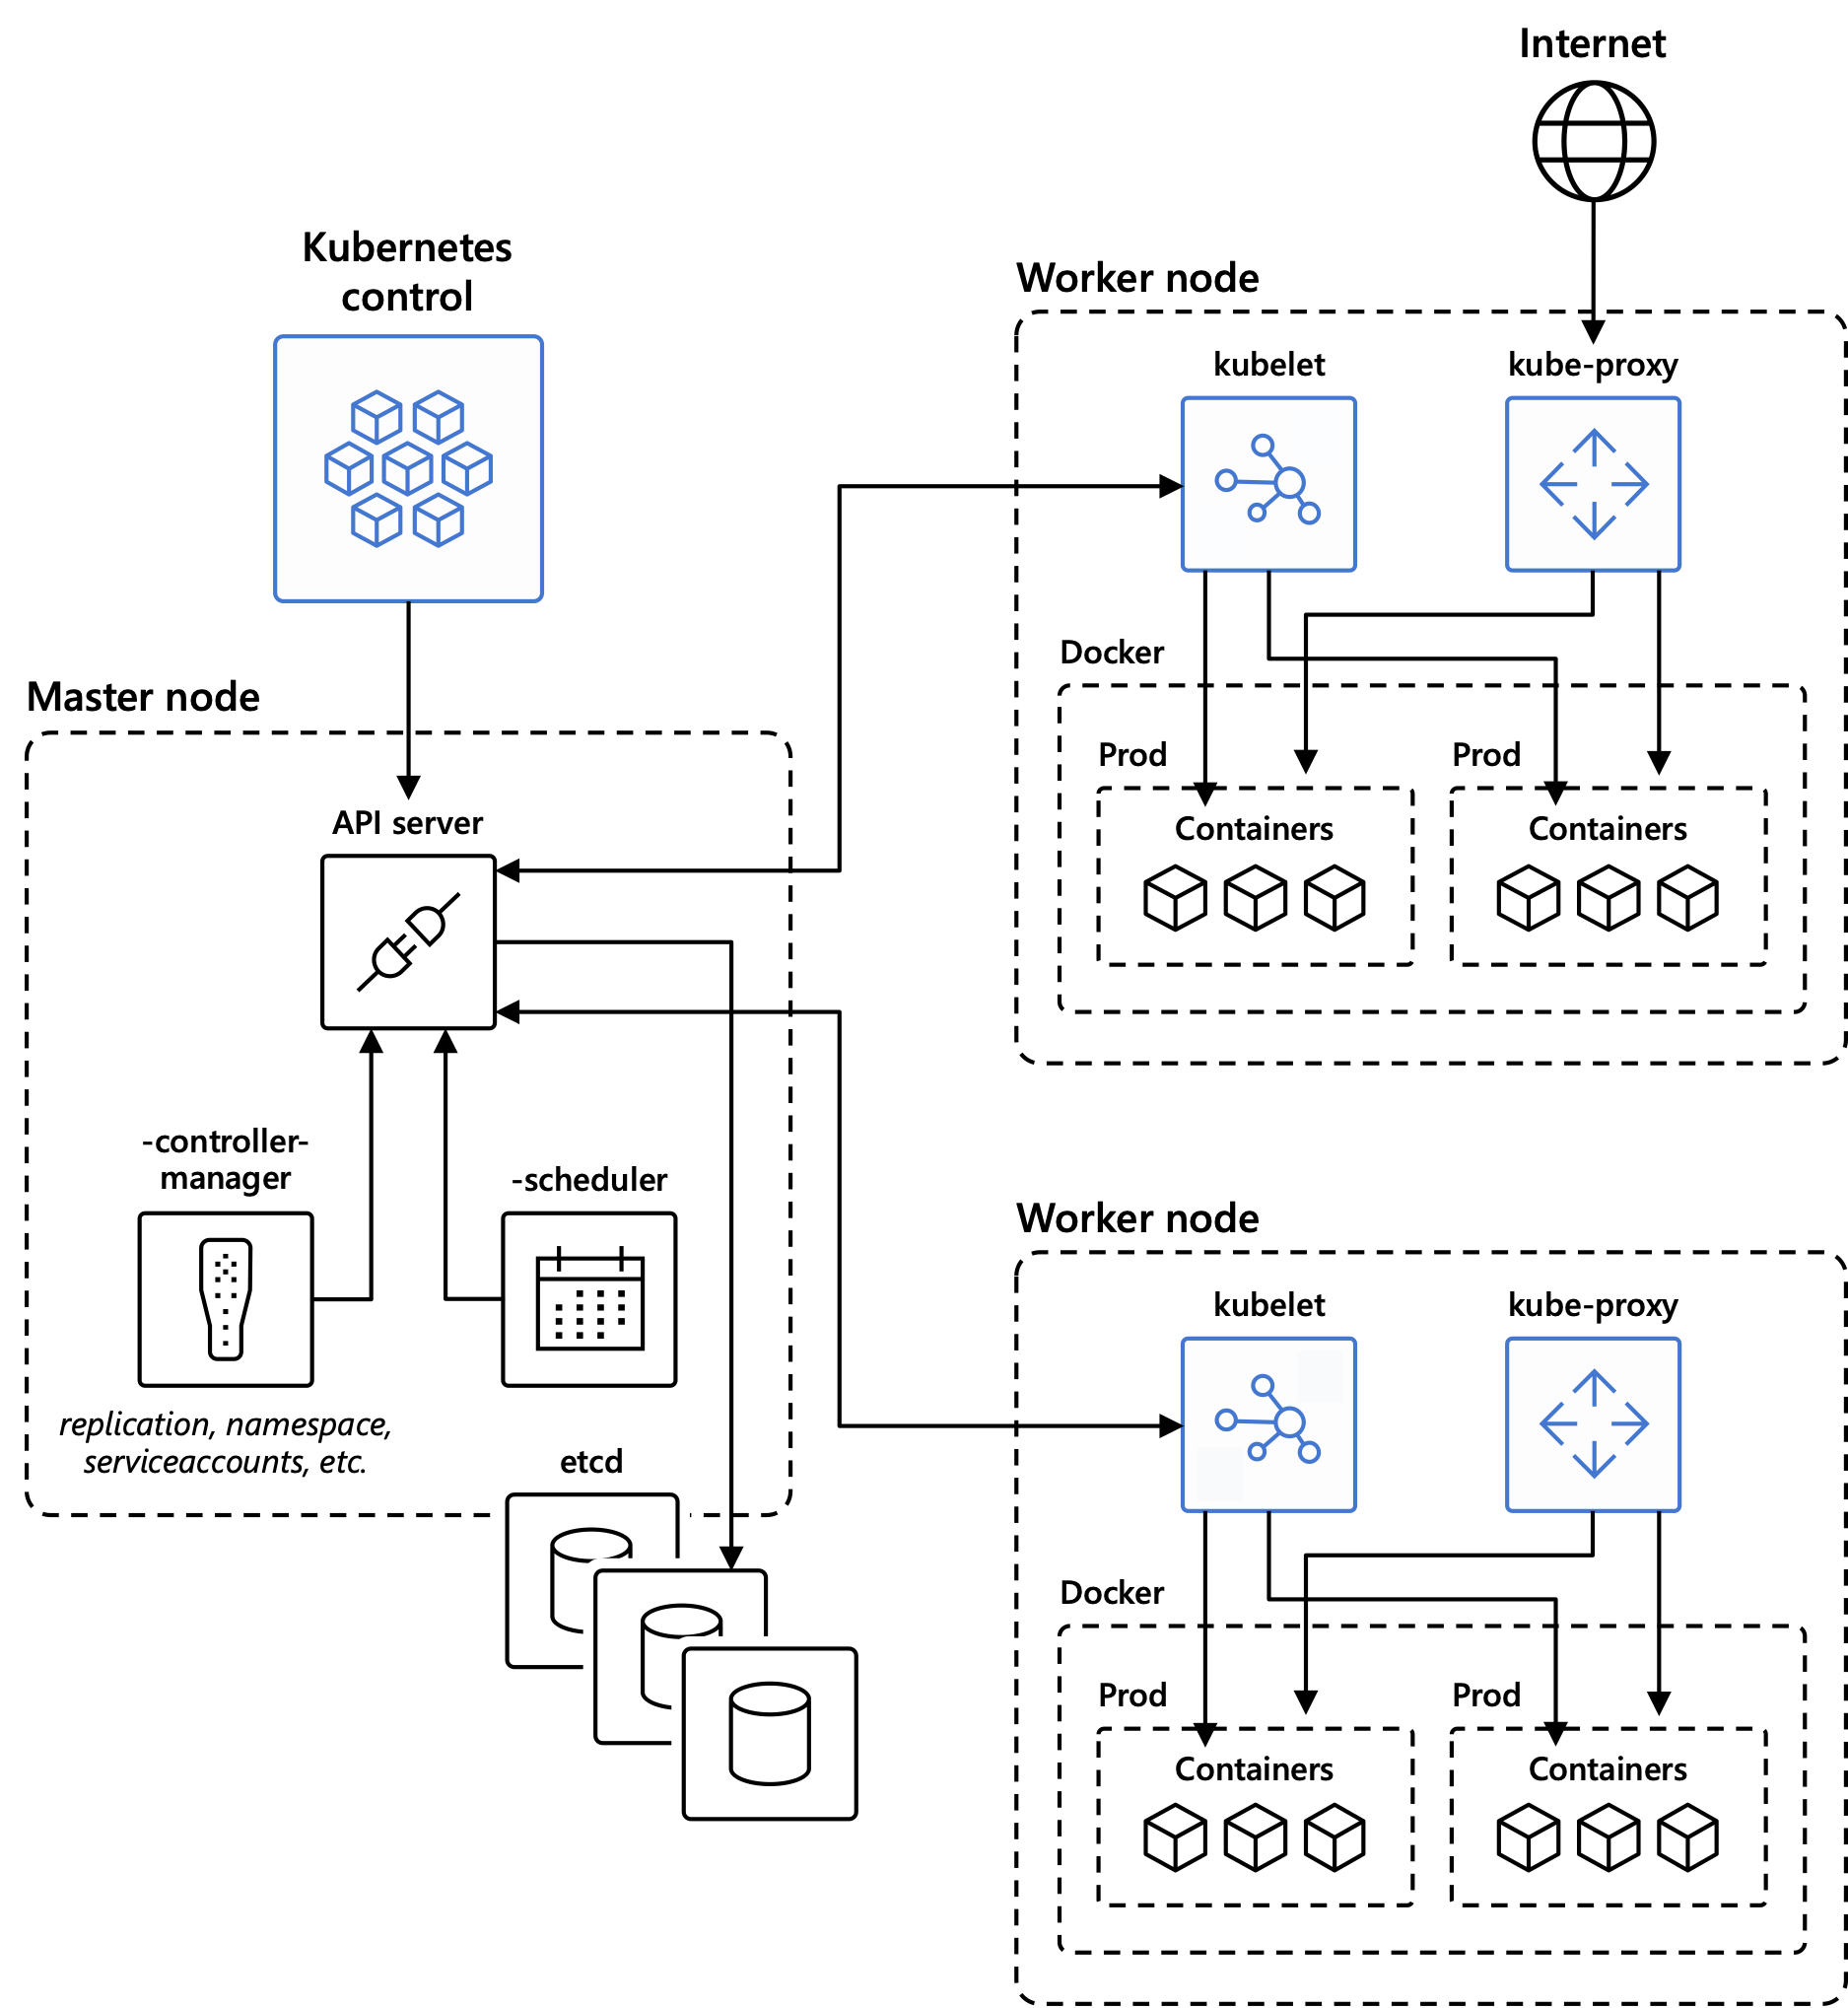 Internet
Kubernetes
control
Worker node
kubelet
kube-proxy
Docker
Prod
Prod
Containers
Containers
Master node
API server
-controller-
manager
-scheduler
replication, namespace,
serviceaccounts, etc.
etcd
Worker node
kubelet
kube-proxy
Docker
Prod
Prod
Containers
Containers